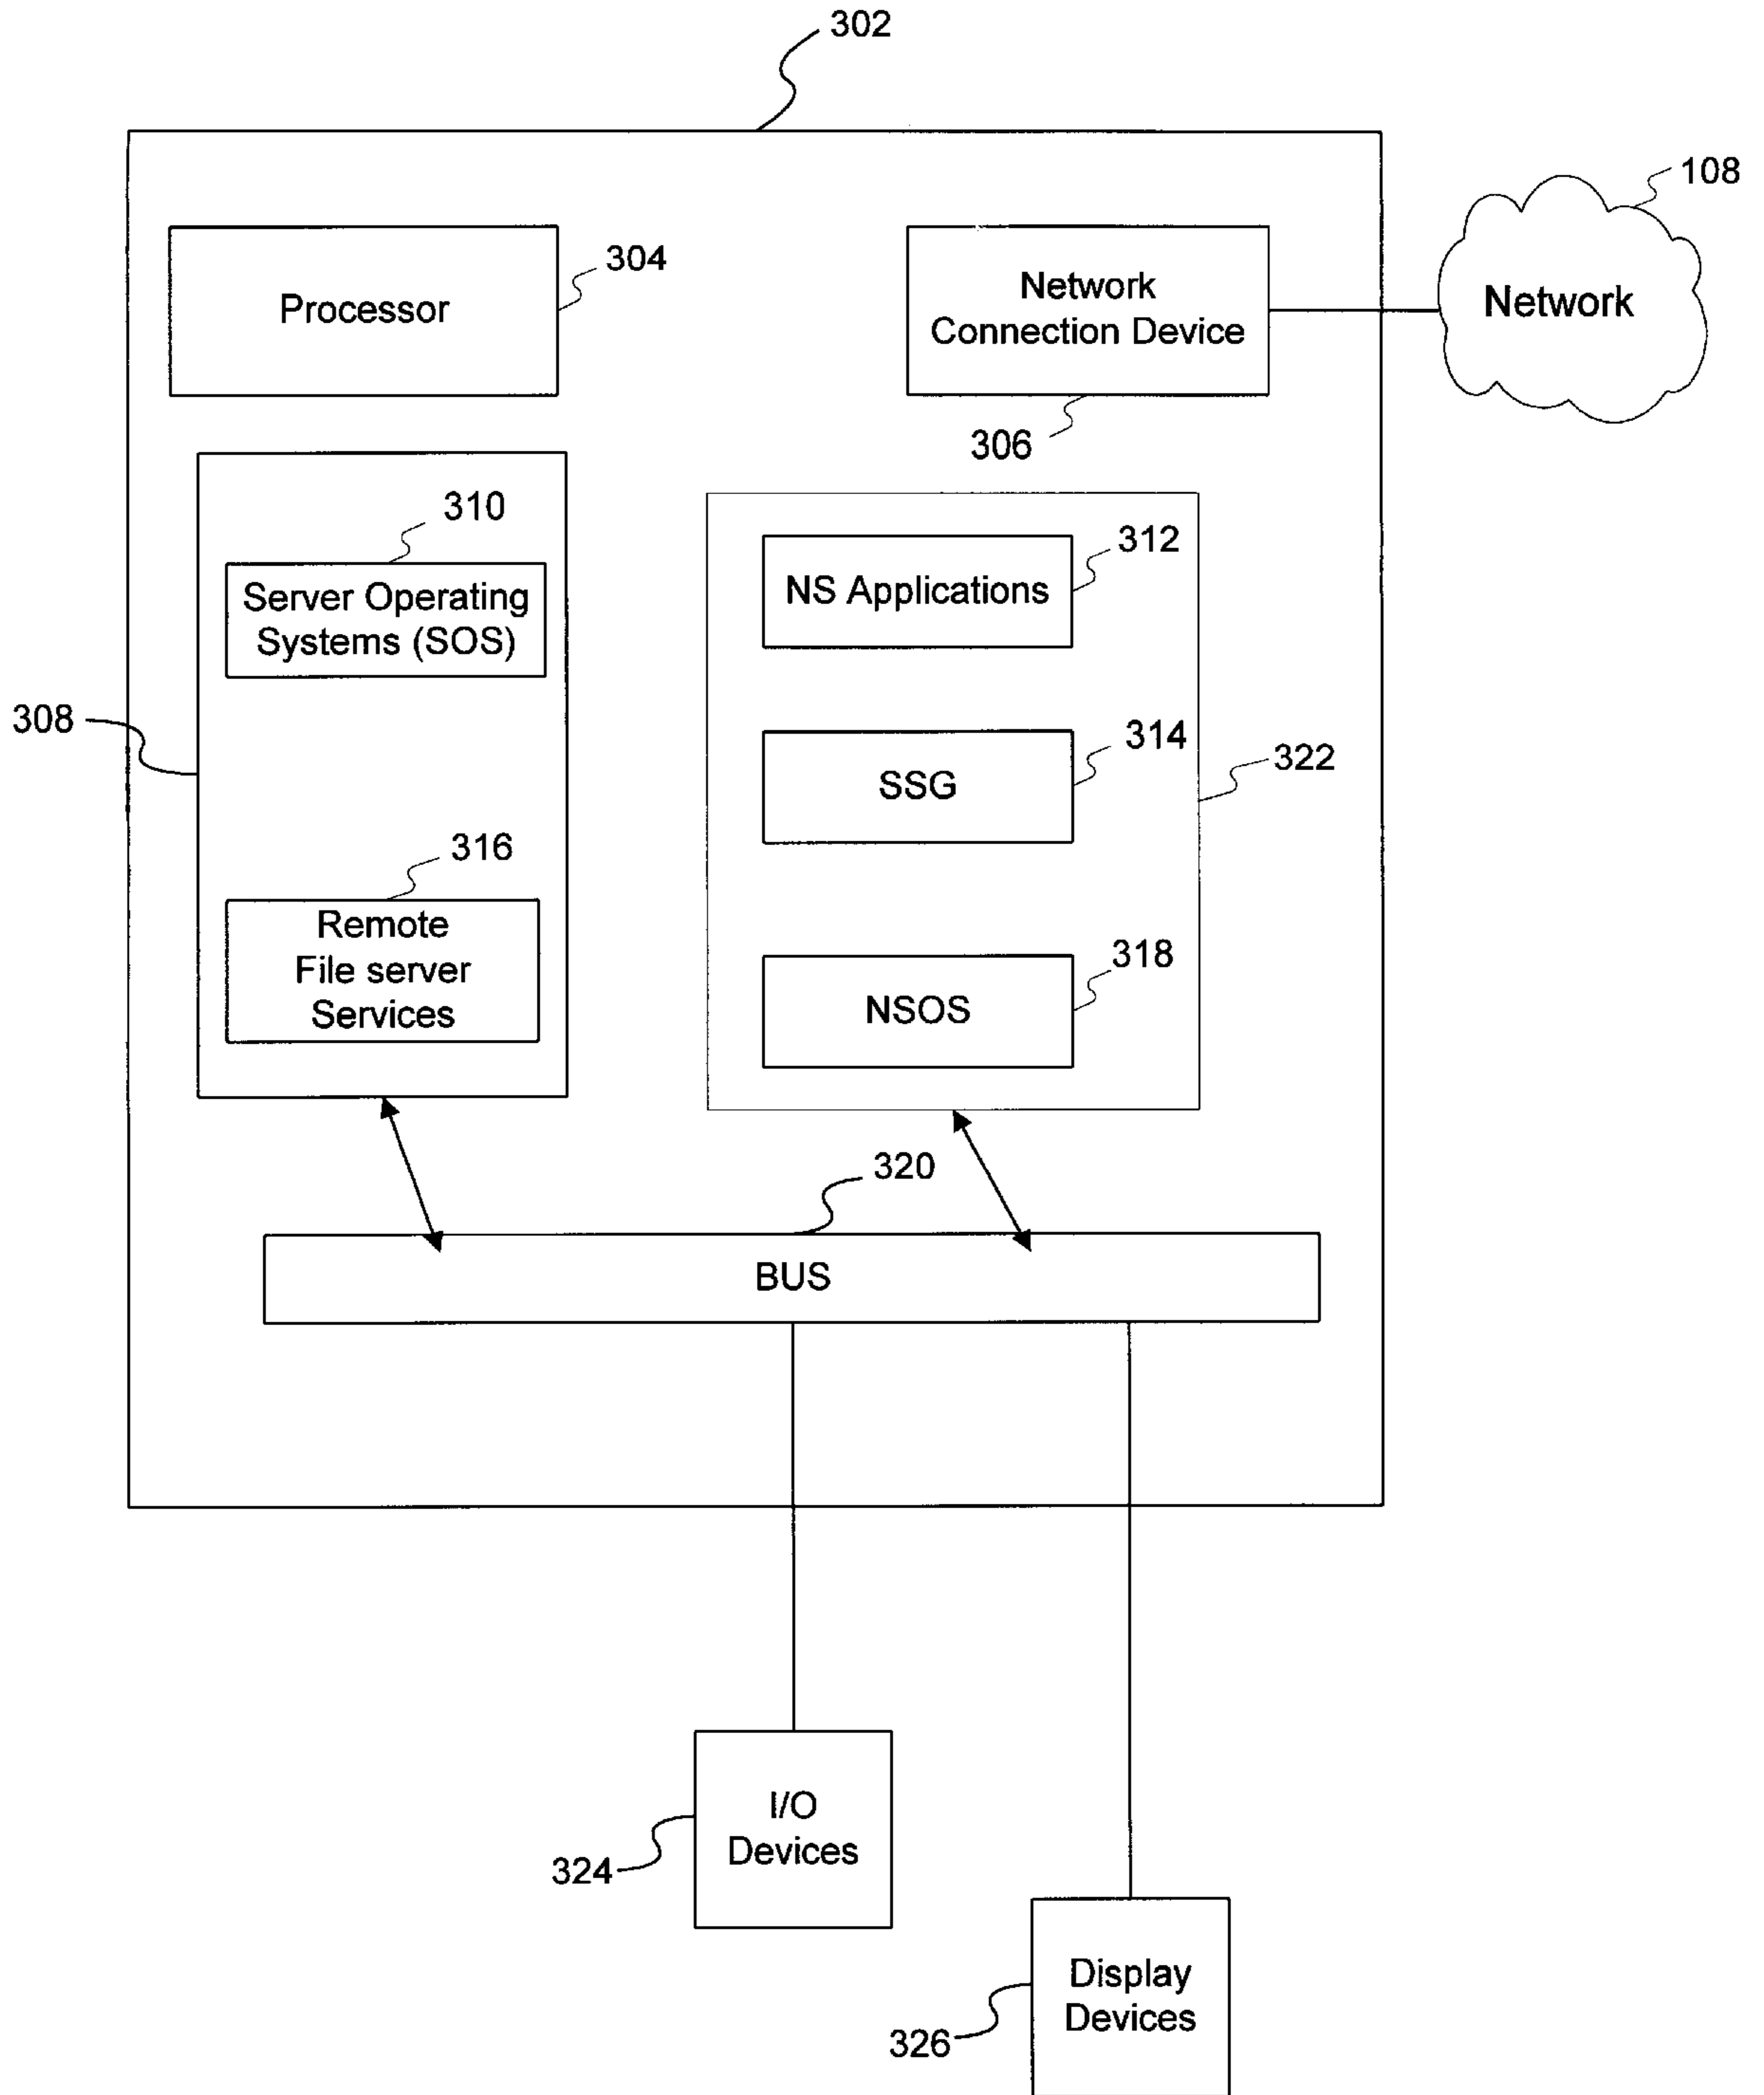 302
108
304
Processor
Network
Connection Device
Network
306
310
312
Server Operating
Systems (SOS)
NS Applications
308
314
322
SSG
316
Remote
File server
Services
318
NSOS
320
BUS
I/O
Devices
324
Display
Devices
326